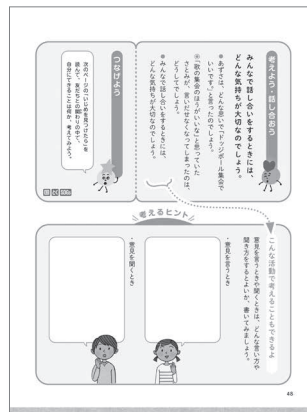 考えよう・話し合おう
みんなで話し合いをするときには、
どんな気持ちが大切なのでしょう。
●あずさは、どんな思いで「ドッジボール集会で
いいです。」と言ったのでしょう。
●「歌の集会のほうがいいな」と思っていた
さとみが、言いだせなくなってしまったのは、
どうしてでしょう。
●みんなで話し合いをするときには、
どんな気持ちが大切なのでしょう。
つなげよう
次のページの「いじめを見つけたら」を
読んで、友だちとの関わりの中で、
自分にできることは何か、考えてみよう。
考えるヒント
こんな活動で考えることもできるよ
意見を言うときや聞くときは、どんな言い方や
聞き方をするとよいか、書いてみましょう。
・意見を言うとき
・意見を聞くとき
48